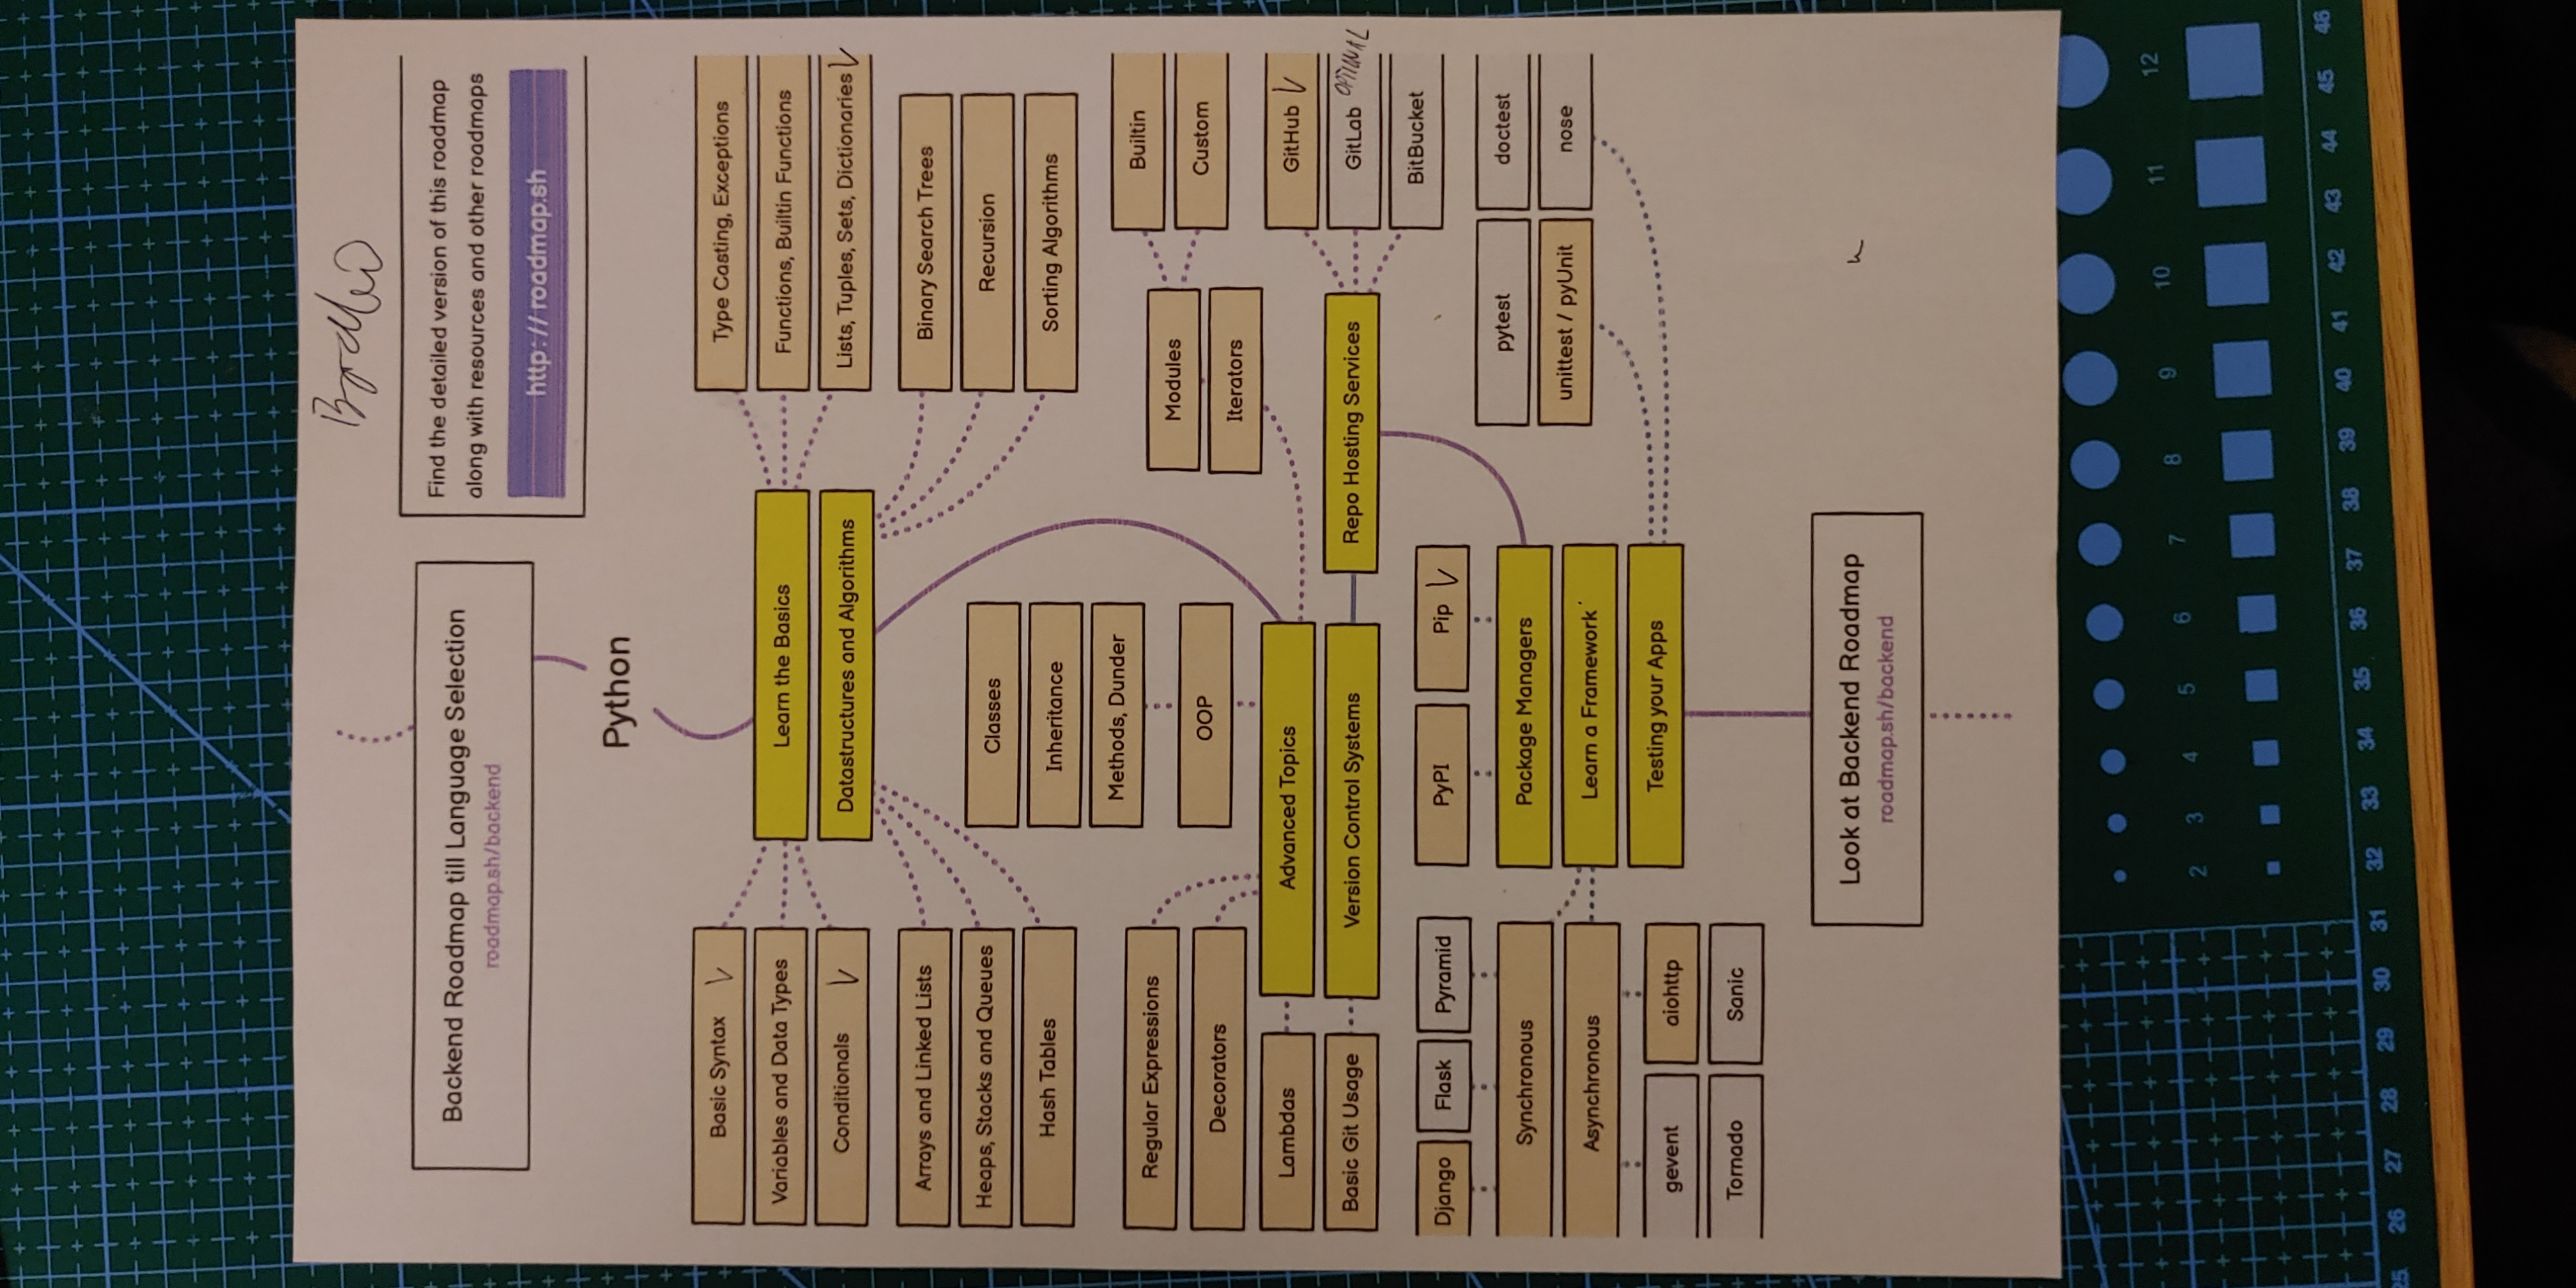 Backend Roadmap till Language Selection
roadmap.sh/backend
Find the detailed version of this roadmap
along with resources and other roadmaps
http://roadmap.sh
Python
Basic Syntax
Variables and Data Types
Conditionals
Learn the Basics
Datastructures and Algorithms
Type Casting, Exceptions
Functions, Builtin Functions
Lists, Tuples, Sets, Dictionaries
Arrays and Linked Lists
Heaps, Stacks and Queues
Hash Tables
Binary Search Trees
Recursion
Sorting Algorithms
Classes
Inheritance
Methods, Dunder
OOP
Regular Expressions
Decorators
Lambdas
Advanced Topics
Modules
Iterators
Builtin
Custom
Basic Git Usage
Version Control Systems
Repo Hosting Services
GitHub
GitLab OPTIONAL
BitBucket
Django
Flask
Pyramid
Synchronous
Asynchronous
gevent
aiohttp
Tornado
Sanic
PyPI
Pip
Package Managers
Learn a Framework
Testing your Apps
pytest
doctest
unittest / pyUnit
nose
Look at Backend Roadmap
roadmap.sh/backend
2 3 4 5 6 7 8 9 10 11 12
25 26 27 28 29 30 31 32 33 34 35 36 37 38 39 40 41 42 43 44 45 46